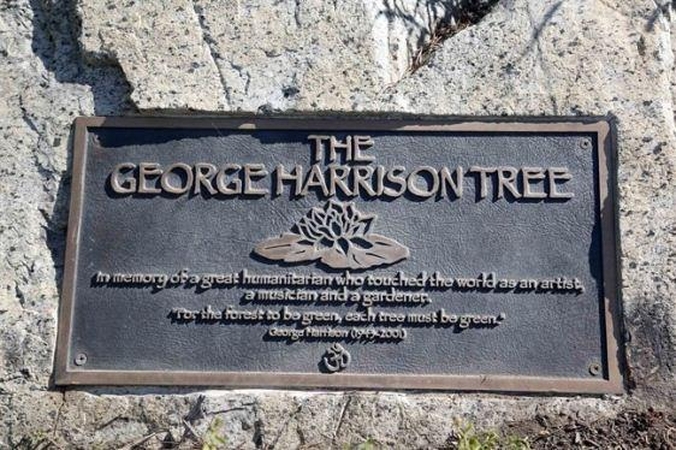 THE
GEORGE HARRISON TREE
In memory of a great humanitarian who touched the world as an artist,
a musician and a gardener.
"For the forest to be green, each tree must be green."
George Harrison (1943-2001)
ॐ